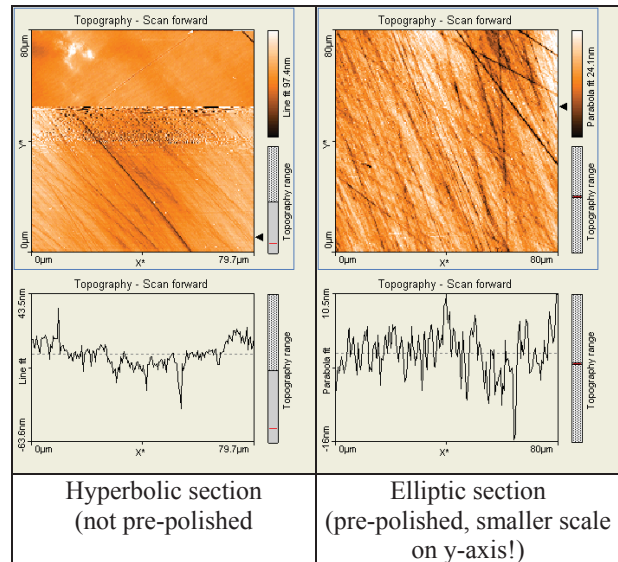 Topography - Scan forward
80µm
Y*
0µm
0µm
X*
79.7µm
Line fit 97.4nm
Topography range
Topography - Scan forward
43.5nm
Line fit
-63.6nm
0µm
X*
79.7µm
Topography range
Hyperbolic section
(not pre-polished
Topography - Scan forward
80µm
Y*
0µm
0µm
X*
80µm
Parabola fit 24.1nm
Topography range
Topography - Scan forward
10.5nm
Parabola fit
-16nm
0µm
X*
80µm
Topography range
Elliptic section
(pre-polished, smaller scale
on y-axis!)